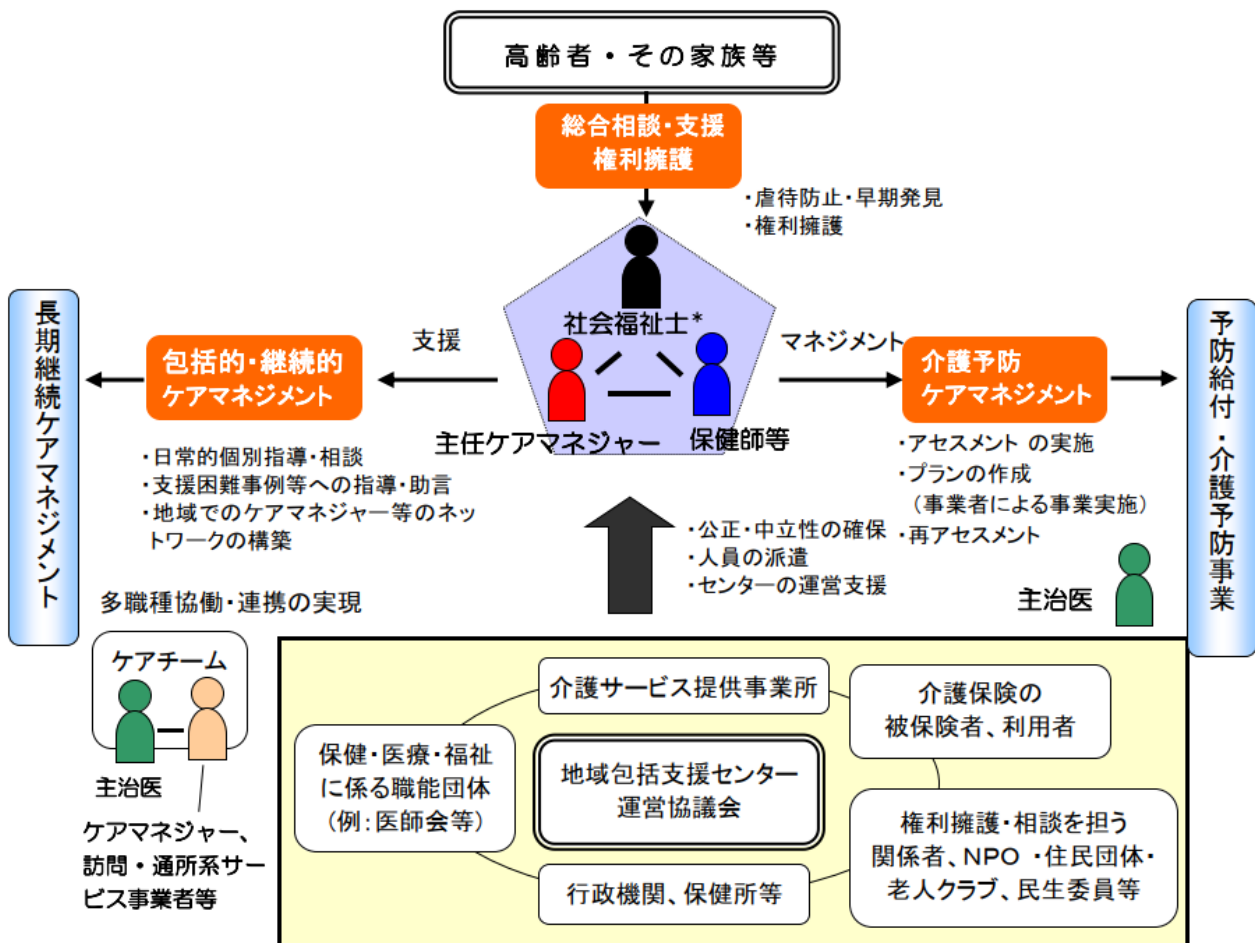 高齢者・その家族等
総合相談・支援
権利擁護
・虐待防止・早期発見
・権利擁護
社会福祉士*
主任ケアマネジャー
保健師等
支援
マネジメント
包括的・継続的
ケアマネジメント
介護予防
ケアマネジメント
長期継続ケアマネジメント
予防給付・介護予防事業
・日常的個別指導・相談
・支援困難事例等への指導・助言
・地域でのケアマネジャー等のネッ
トワークの構築
・アセスメント の実施
・プランの作成
(事業者による事業実施)
・再アセスメント
・公正・中立性の確保
・人員の派遣
・センターの運営支援
主治医
多職種協働・連携の実現
ケアチーム
主治医
ケアマネジャー、
訪問・通所系サー
ビス事業者等
介護サービス提供事業所
介護保険の
被保険者、利用者
保健・医療・福祉
に係る職能団体
(例:医師会等)
地域包括支援センター
運営協議会
権利擁護・相談を担う
関係者、NPO ・住民団体・
老人クラブ、民生委員等
行政機関、保健所等